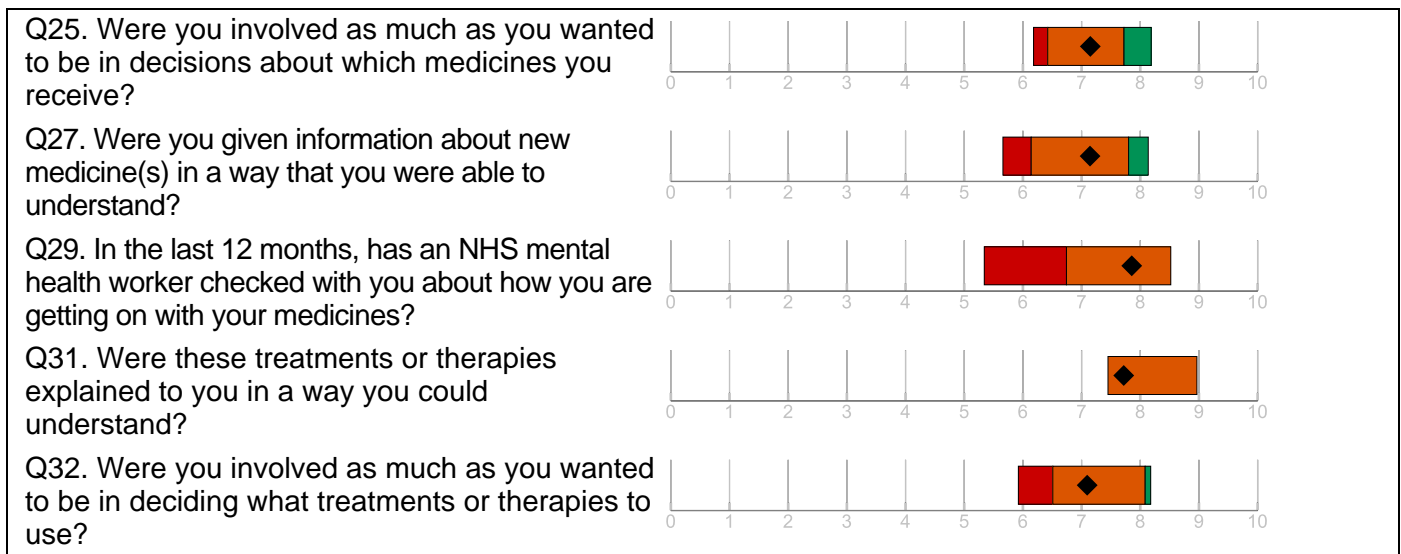 Q25. Were you involved as much as you wanted
to be in decisions about which medicines you
receive?
0 1 2 3 4 5 6 7 8 9 10
Q27. Were you given information about new
medicine(s) in a way that you were able to
understand?
0 1 2 3 4 5 6 7 8 9 10
Q29. In the last 12 months, has an NHS mental
health worker checked with you about how you are
getting on with your medicines?
0 1 2 3 4 5 6 7 8 9 10
Q31. Were these treatments or therapies
explained to you in a way you could
understand?
0 1 2 3 4 5 6 7 8 9 10
Q32. Were you involved as much as you wanted
to be in deciding what treatments or therapies to
use?
0 1 2 3 4 5 6 7 8 9 10